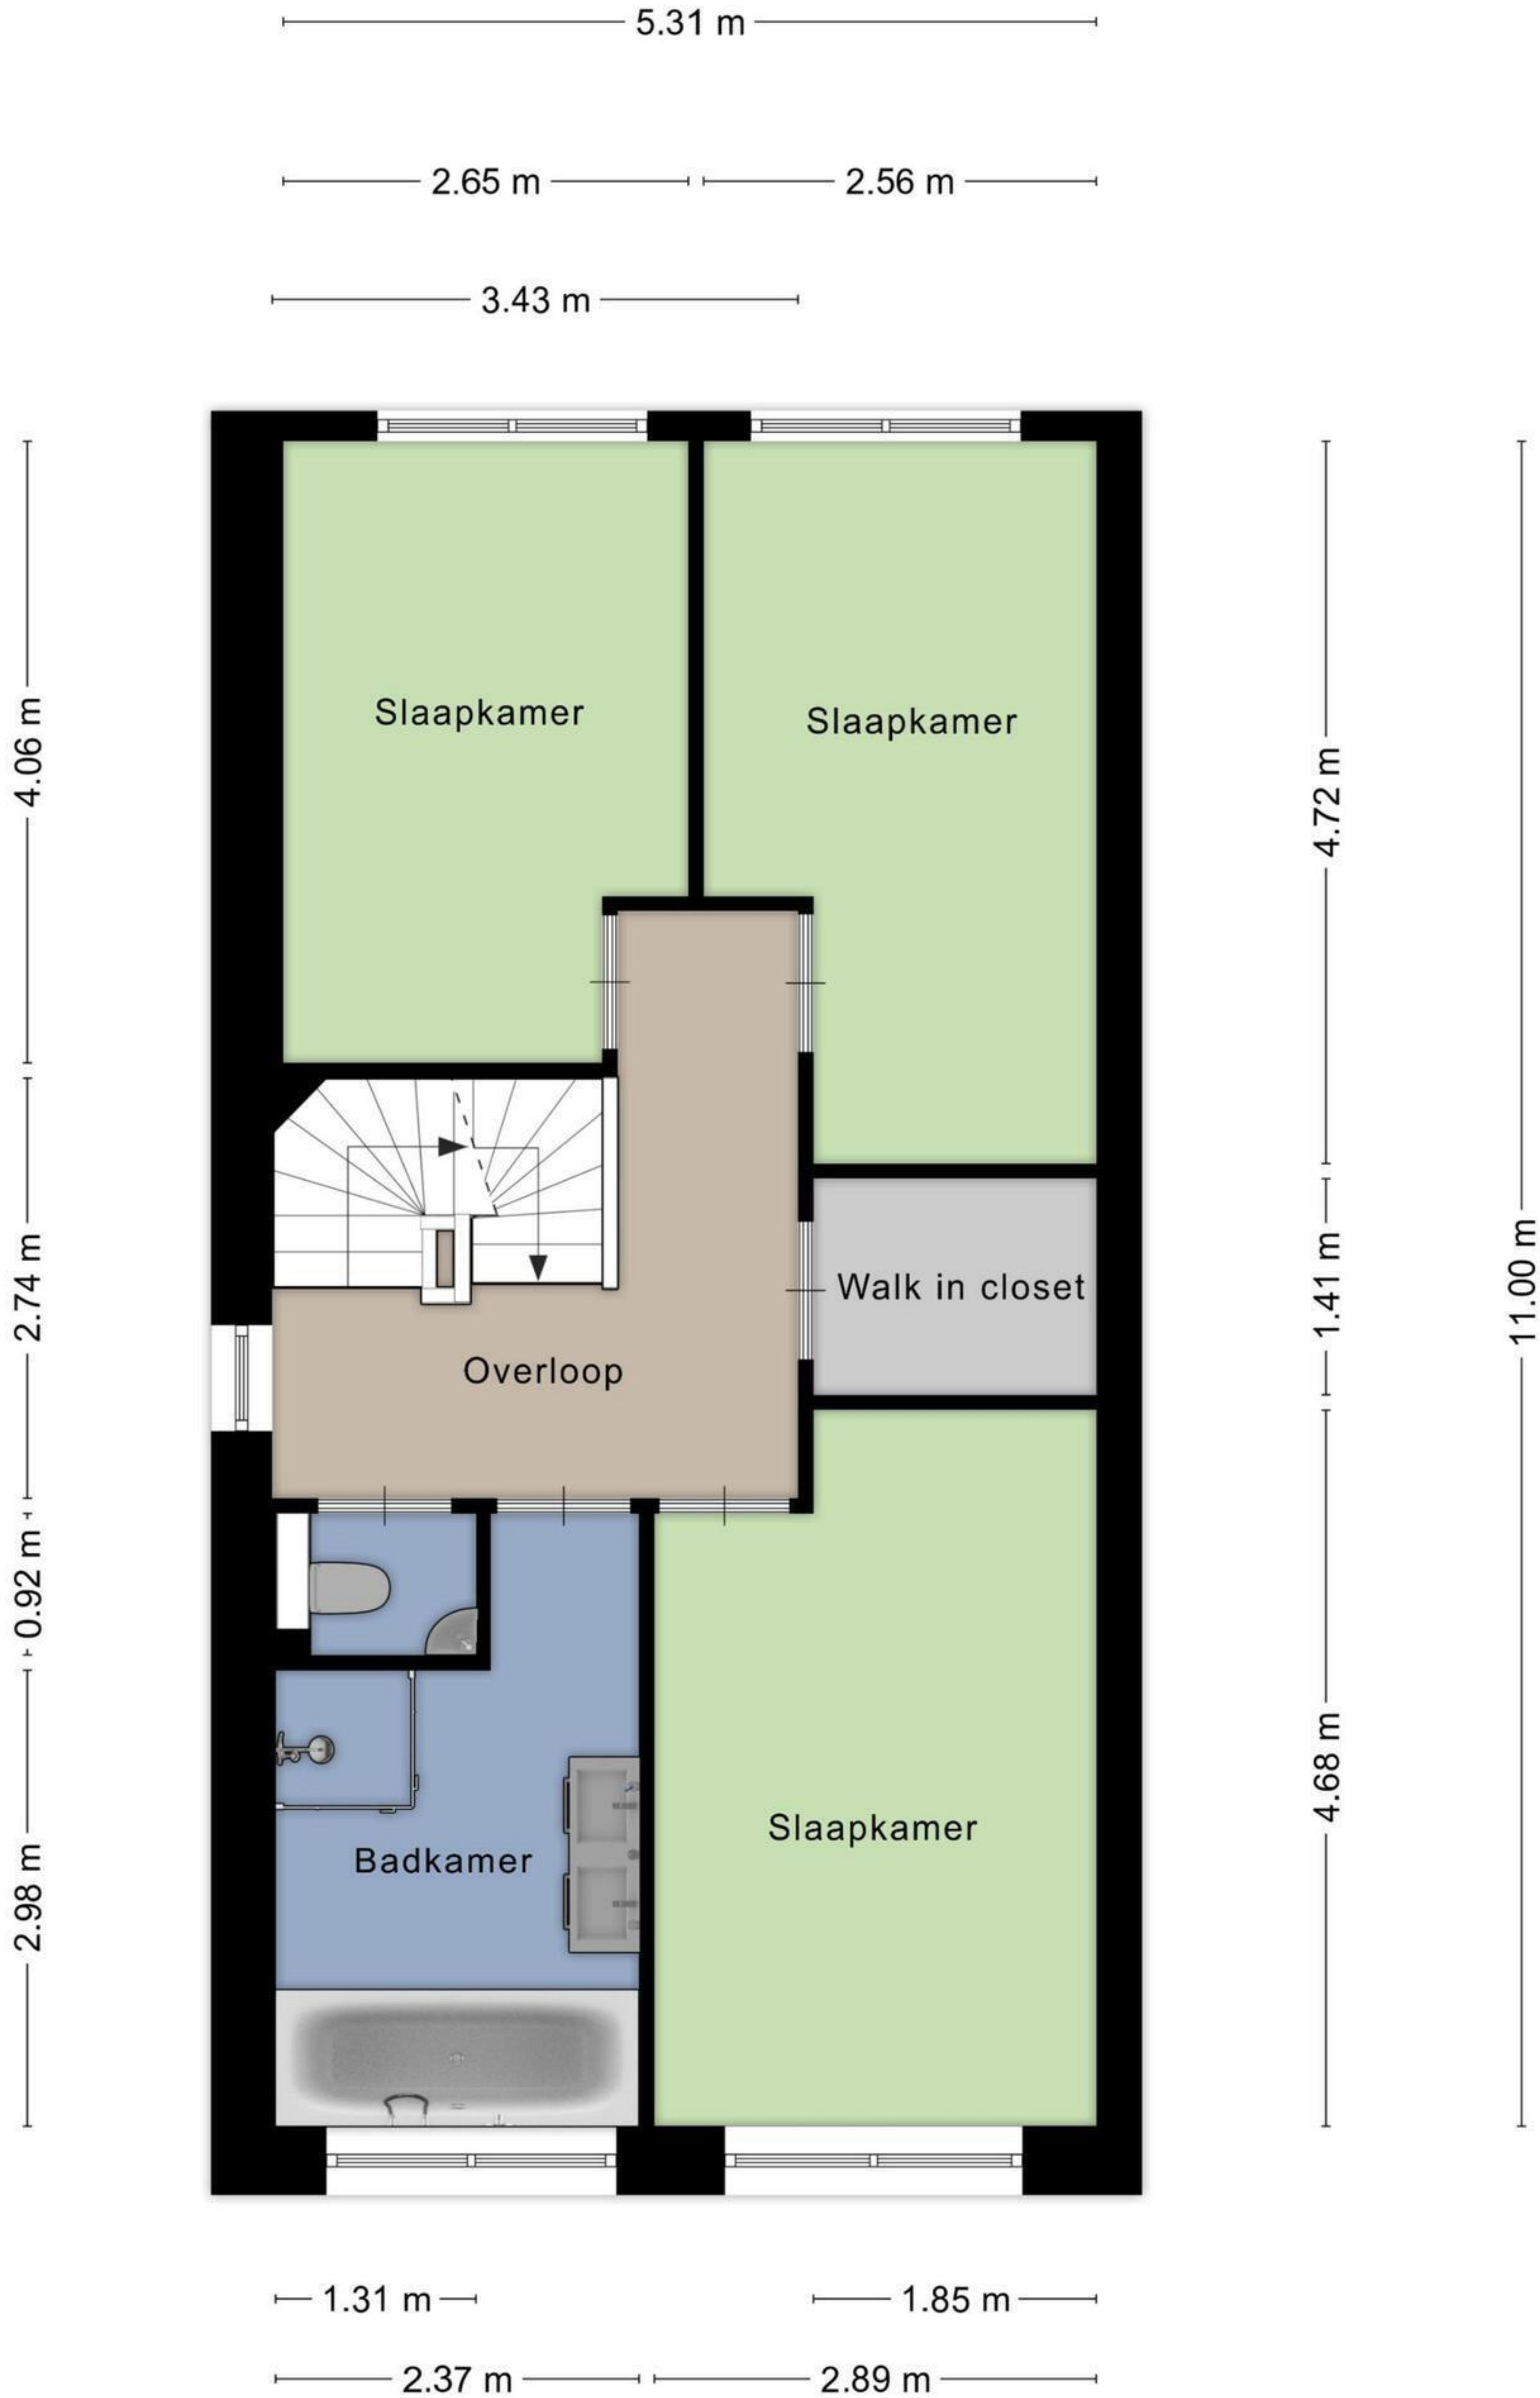 5.31 m
2.65 m
2.56 m
3.43 m
4.06 m
4.72 m
Slaapkamer
Slaapkamer
2.74 m
1.41 m
11.00 m
Walk in closet
Overloop
0.92 m
4.68 m
Slaapkamer
Badkamer
2.98 m
1.31 m
1.85 m
2.37 m
2.89 m